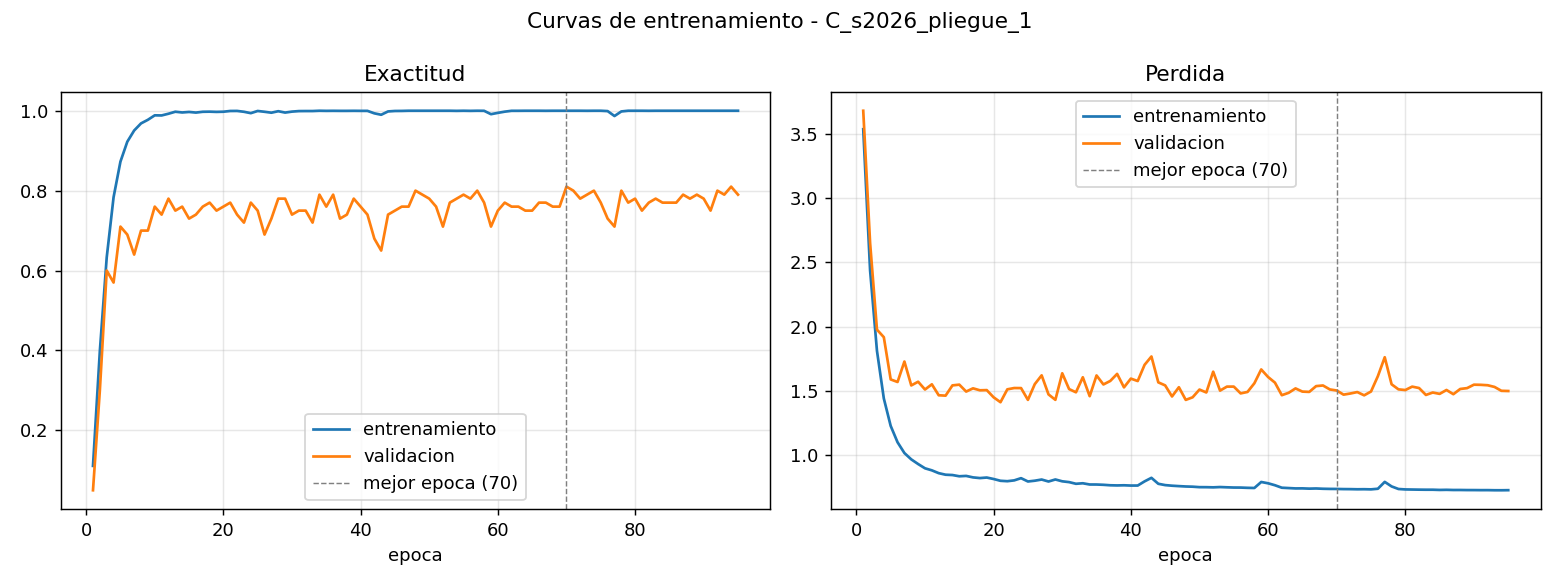 Curvas de entrenamiento - C_s2026_pliegue_1
Exactitud
1.0
0.8
0.6
0.4
0.2
entrenamiento
validacion
mejor epoca (70)
0 20 40 60 80
epoca
Perdida
3.5
3.0
2.5
2.0
1.5
1.0
entrenamiento
validacion
mejor epoca (70)
0 20 40 60 80
epoca